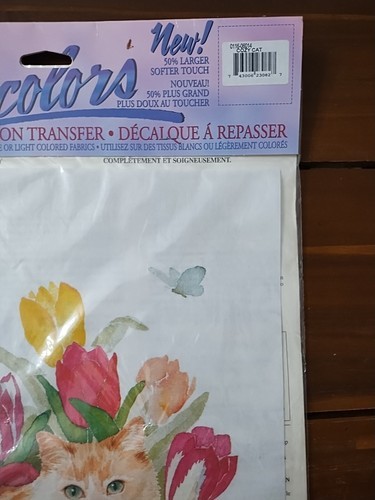 New!
50% LARGER
SOFTER TOUCH
NOUVEAU!
50% PLUS GRAND
PLUS DOUX AU TOUCHER
COZY CAT
colors
ON TRANSFER • DÉCALQUE Á REPASSER
OR LIGHT COLORED FABRICS • UTILISEZ SUR DES TISSUS BLANCS OU LÉGÈREMENT COLORÉS
COMPLÈTEMENT ET SOIGNEUSEMENT.